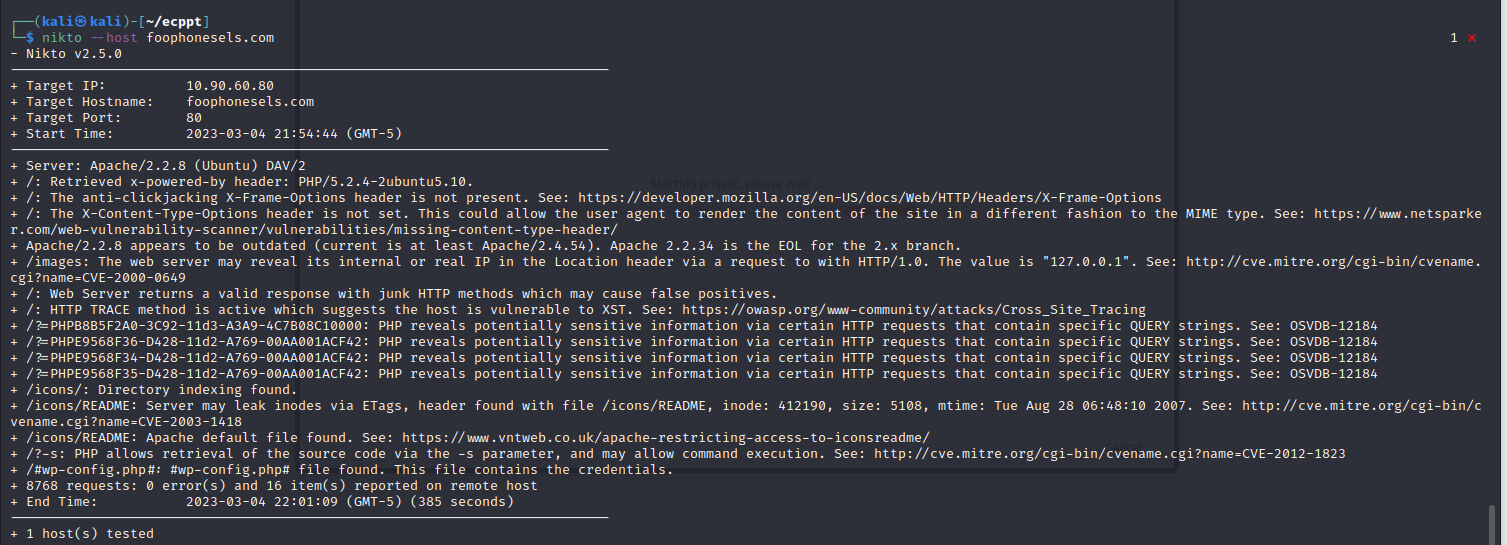 ┌──(kali㉿kali)-[~/ecppt]
└─$ nikto --host foophonesels.com 1 ⨯
- Nikto v2.5.0
---------------------------------------------------------------------------
+ Target IP: 10.90.60.80
+ Target Hostname: foophonesels.com
+ Target Port: 80
+ Start Time: 2023-03-04 21:54:44 (GMT-5)
---------------------------------------------------------------------------
+ Server: Apache/2.2.8 (Ubuntu) DAV/2
+ /: Retrieved x-powered-by header: PHP/5.2.4-2ubuntu5.10.
Starting project, please wait ...
+ /: The anti-clickjacking X-Frame-Options header is not present. See: https://developer.mozilla.org/en-US/docs/Web/HTTP/Headers/X-Frame-Options
+ /: The X-Content-Type-Options header is not set. This could allow the user agent to render the content of the site in a different fashion to the MIME type. See: https://www.netsparke
r.com/web-vulnerability-scanner/vulnerabilities/missing-content-type-header/
+ Apache/2.2.8 appears to be outdated (current is at least Apache/2.4.54). Apache 2.2.34 is the EOL for the 2.x branch.
+ /images: The web server may reveal its internal or real IP in the Location header via a request to with HTTP/1.0. The value is "127.0.0.1". See: http://cve.mitre.org/cgi-bin/cvename.
cgi?name=CVE-2000-0649
+ /: Web Server returns a valid response with junk HTTP methods which may cause false positives.
+ /: HTTP TRACE method is active which suggests the host is vulnerable to XST. See: https://owasp.org/www-community/attacks/Cross_Site_Tracing
+ /?=PHPB8B5F2A0-3C92-11d3-A3A9-4C7B08C10000: PHP reveals potentially sensitive information via certain HTTP requests that contain specific QUERY strings. See: OSVDB-12184
+ /?=PHPE9568F36-D428-11d2-A769-00AA001ACF42: PHP reveals potentially sensitive information via certain HTTP requests that contain specific QUERY strings. See: OSVDB-12184
+ /?=PHPE9568F34-D428-11d2-A769-00AA001ACF42: PHP reveals potentially sensitive information via certain HTTP requests that contain specific QUERY strings. See: OSVDB-12184
+ /?=PHPE9568F35-D428-11d2-A769-00AA001ACF42: PHP reveals potentially sensitive information via certain HTTP requests that contain specific QUERY strings. See: OSVDB-12184
+ /icons/: Directory indexing found.
+ /icons/README: Server may leak inodes via ETags, header found with file /icons/README, inode: 412190, size: 5108, mtime: Tue Aug 28 06:48:10 2007. See: http://cve.mitre.org/cgi-bin/c
vename.cgi?name=CVE-2003-1418
+ /icons/README: Apache default file found. See: https://www.vntweb.co.uk/apache-restricting-access-to-iconsreadme/
Cancel
+ /?-s: PHP allows retrieval of the source code via the -s parameter, and may allow command execution. See: http://cve.mitre.org/cgi-bin/cvename.cgi?name=CVE-2012-1823
+ /#wp-config.php#: #wp-config.php# file found. This file contains the credentials.
+ 8768 requests: 0 error(s) and 16 item(s) reported on remote host
+ End Time: 2023-03-04 22:01:09 (GMT-5) (385 seconds)
---------------------------------------------------------------------------
+ 1 host(s) tested